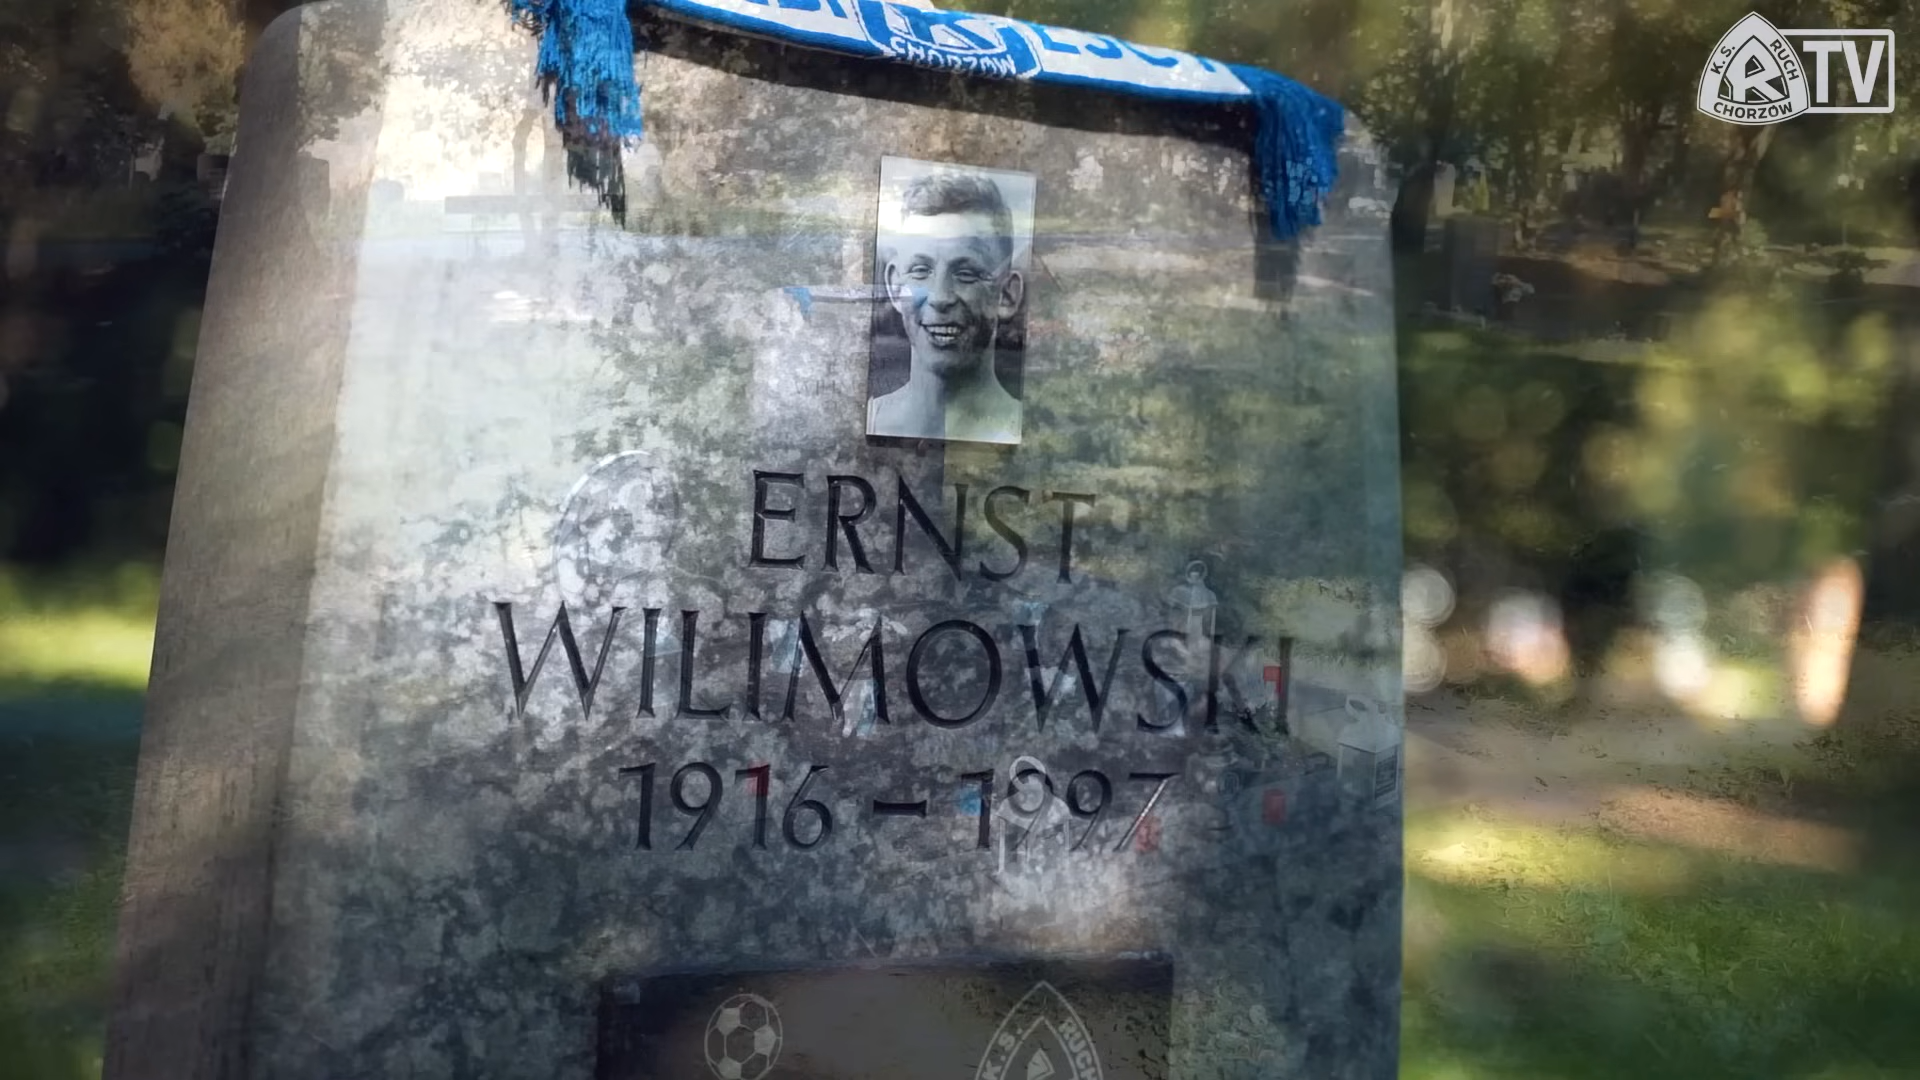 CHORZÓW
K.S. RUCH
CHORZÓW
R TV
ERNST
WILIMOWSKI
1916 – 1997
K.S. RUCH